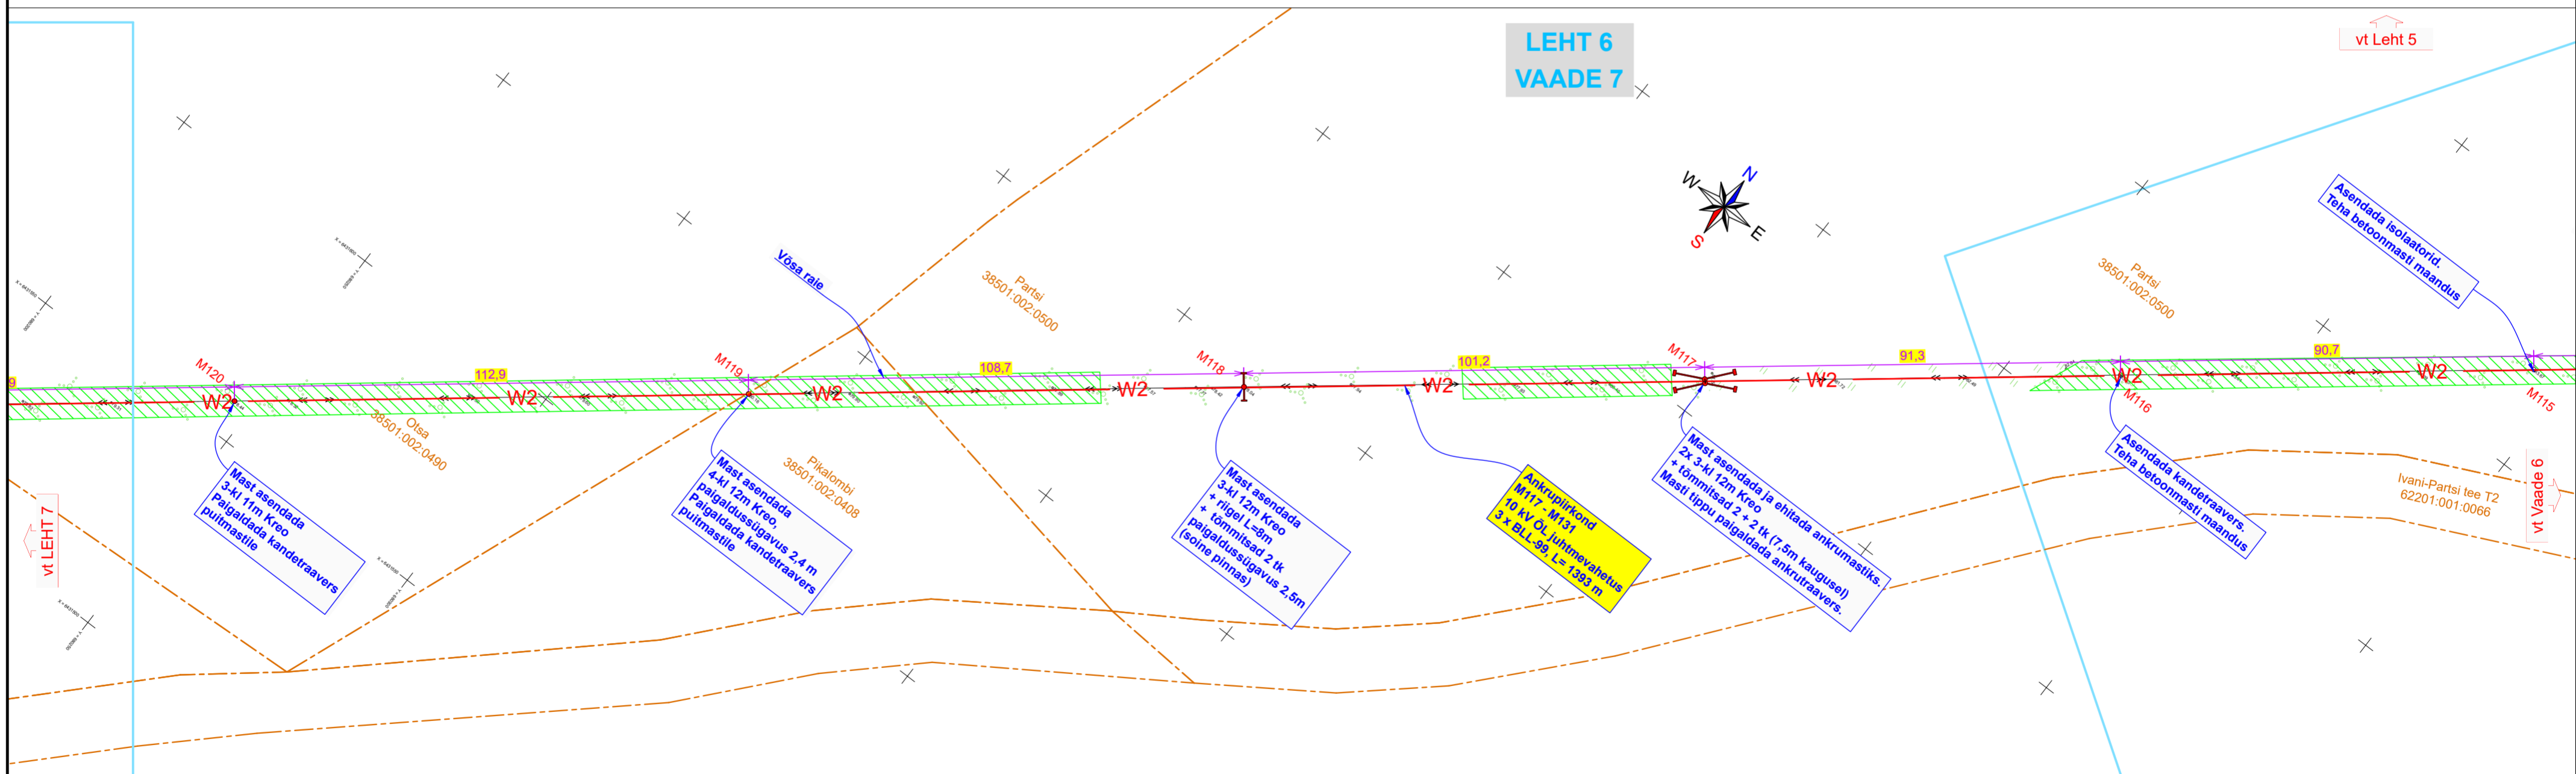 LEHT 6
VAADE 7
vt Leht 5
N
W
E
S
Asendada isolaatorid.
Teha betoonmasti maandus
Võsa raie
Partsi
38501:002:0500
Partsi
38501:002:0500
9
M120
112,9
M119
108,7
M118
101,2
M117
91,3
M116
90,7
M115
W2
W2
W2
W2
W2
W2
W2
W2
Otsa
38501:002:0490
Pikalombi
38501:002:0408
Mast asendada
3-kl 11m Kreo
Paigaldada kandetraavers
puitmastile
Mast asendada
4-kl 12m Kreo,
paigaldussügavus 2,4 m
Paigaldada kandetraavers
puitmastile
Mast asendada
3-kl 12m Kreo
+ riigel L=8m
+ tõmmitsad 2 tk
paigaldussügavus 2,5m
(soine pinnas)
Ankrupiirkond
M117 - M131
10 kV ÕL juhtmevahetus
3 x BLL-99, L= 1393 m
Mast asendada ja ehitada ankrumastiks.
2x 3-kl 12m Kreo
+ tõmmitsad 2 + 2 tk (7,5m kaugusel)
Masti tippu paigaldada ankrutraavers.
Asendada kandetraavers.
Teha betoonmasti maandus
Ivani-Partsi tee T2
62201:001:0066
vt LEHT 7
vt Vaade 6